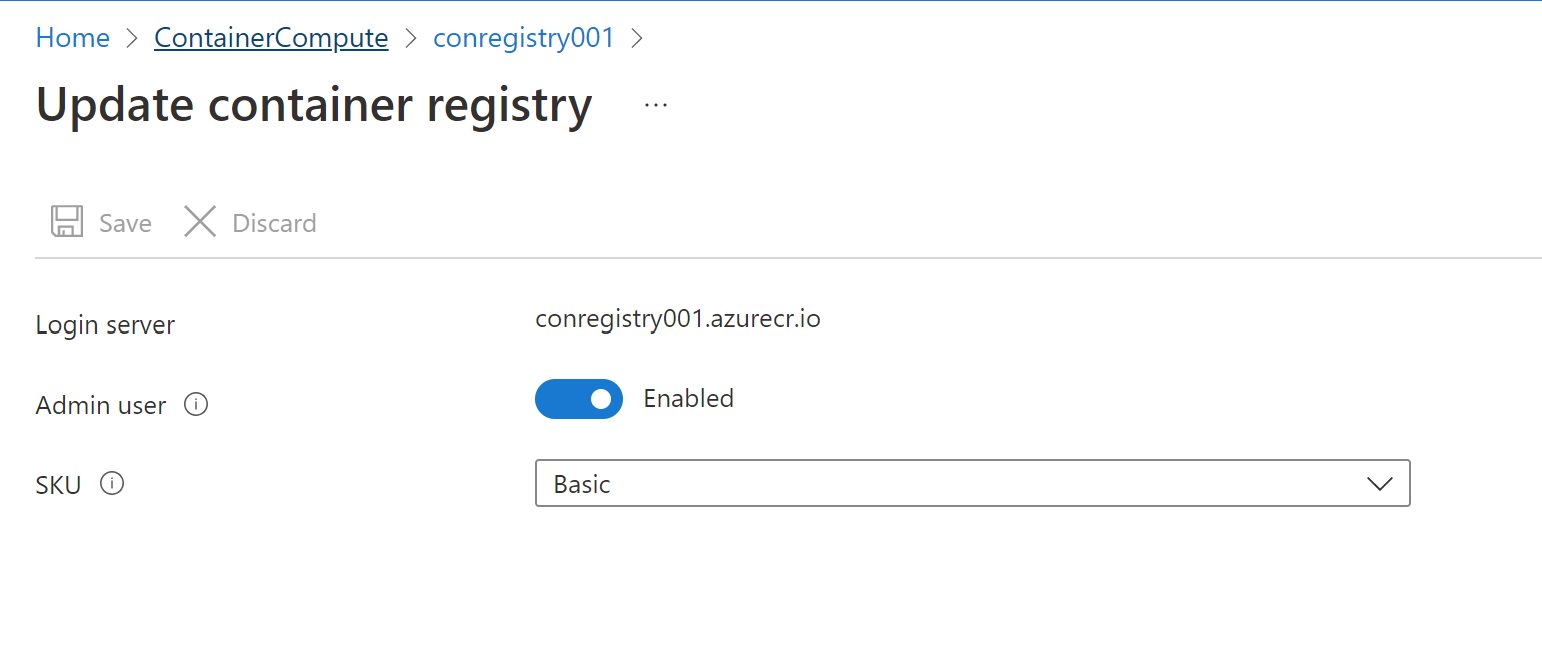 Home > ContainerCompute > conregistry001 >
Update container registry ...
Save Discard
Login server conregistry001.azurecr.io
Admin user Enabled
SKU Basic